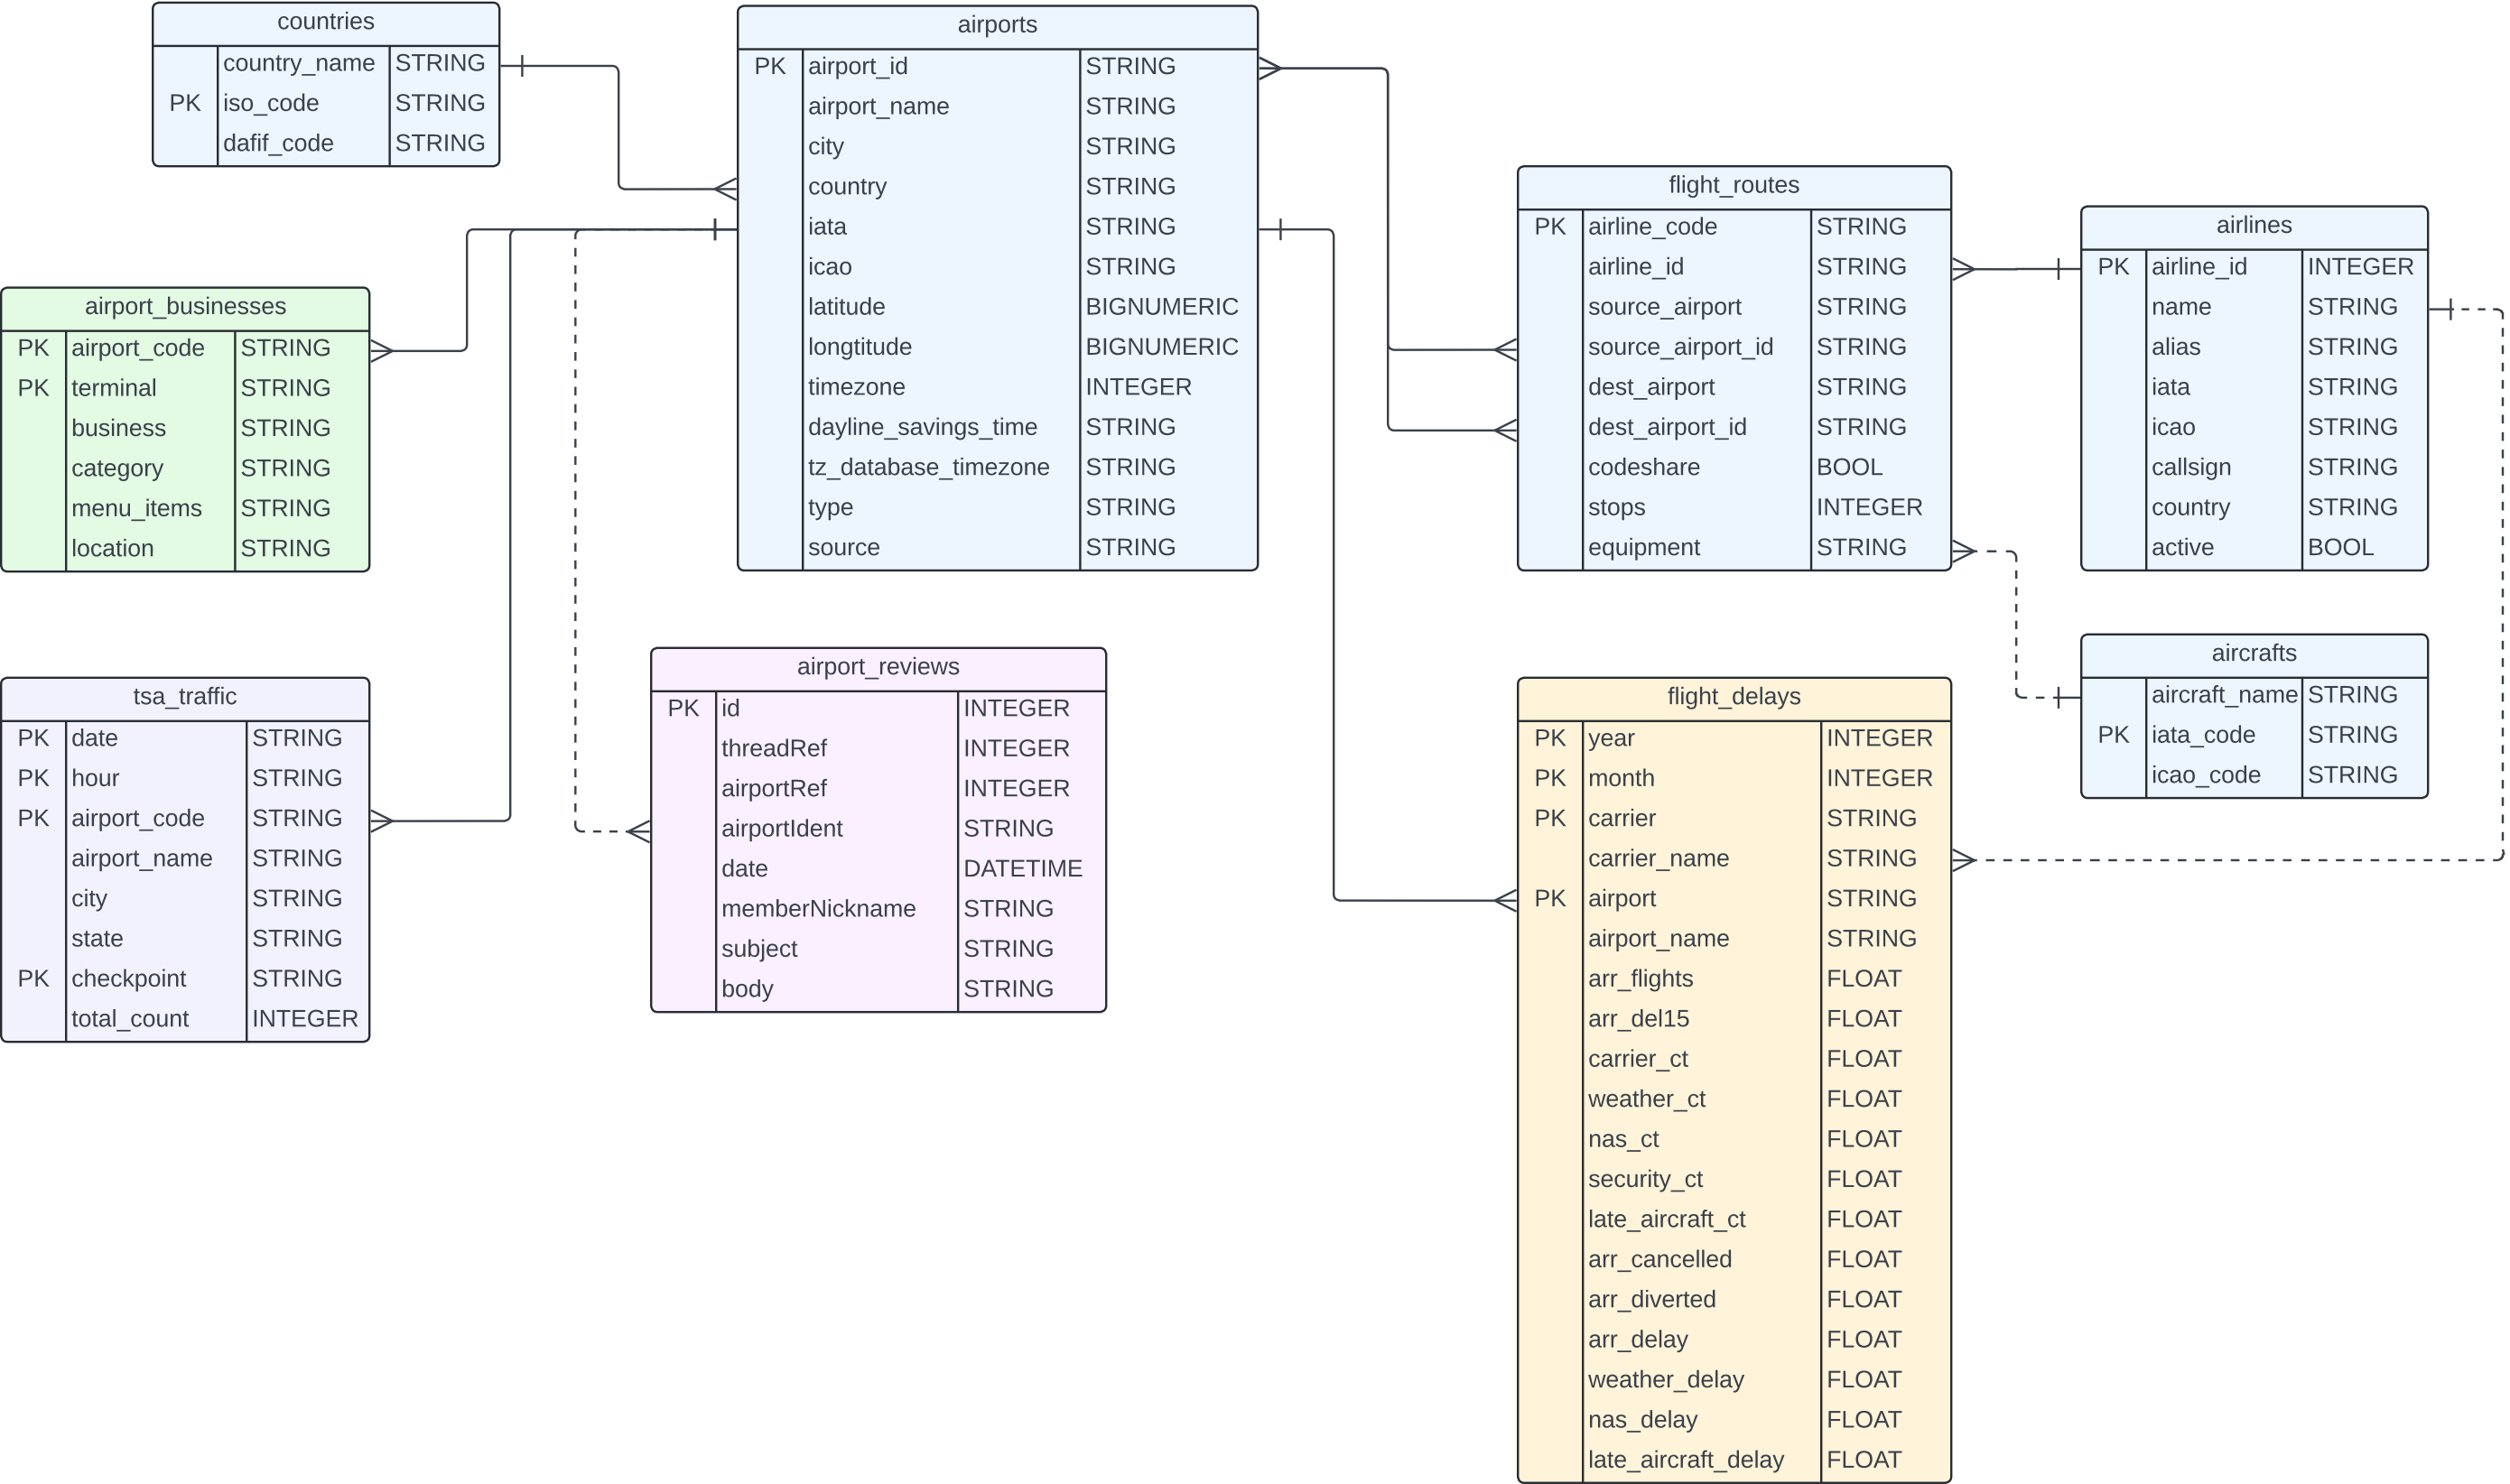 countries
country_name STRING
PK iso_code STRING
dafif_code STRING
airports
PK airport_id STRING
airport_name STRING
city STRING
country STRING
iata STRING
icao STRING
latitude BIGNUMERIC
longtitude BIGNUMERIC
timezone INTEGER
dayline_savings_time STRING
tz_database_timezone STRING
type STRING
source STRING
flight_routes
PK airline_code STRING
airline_id STRING
source_airport STRING
source_airport_id STRING
dest_airport STRING
dest_airport_id STRING
codeshare BOOL
stops INTEGER
equipment STRING
airlines
PK airline_id INTEGER
name STRING
alias STRING
iata STRING
icao STRING
callsign STRING
country STRING
active BOOL
airport_businesses
PK airport_code STRING
PK terminal STRING
business STRING
category STRING
menu_items STRING
location STRING
tsa_traffic
PK date STRING
PK hour STRING
PK airport_code STRING
airport_name STRING
city STRING
state STRING
PK checkpoint STRING
total_count INTEGER
airport_reviews
PK id INTEGER
threadRef INTEGER
airportRef INTEGER
airportIdent STRING
date DATETIME
memberNickname STRING
subject STRING
body STRING
flight_delays
PK year INTEGER
PK month INTEGER
PK carrier STRING
carrier_name STRING
PK airport STRING
airport_name STRING
arr_flights FLOAT
arr_del15 FLOAT
carrier_ct FLOAT
weather_ct FLOAT
nas_ct FLOAT
security_ct FLOAT
late_aircraft_ct FLOAT
arr_cancelled FLOAT
arr_diverted FLOAT
arr_delay FLOAT
weather_delay FLOAT
nas_delay FLOAT
late_aircraft_delay FLOAT
aircrafts
aircraft_name STRING
PK iata_code STRING
icao_code STRING